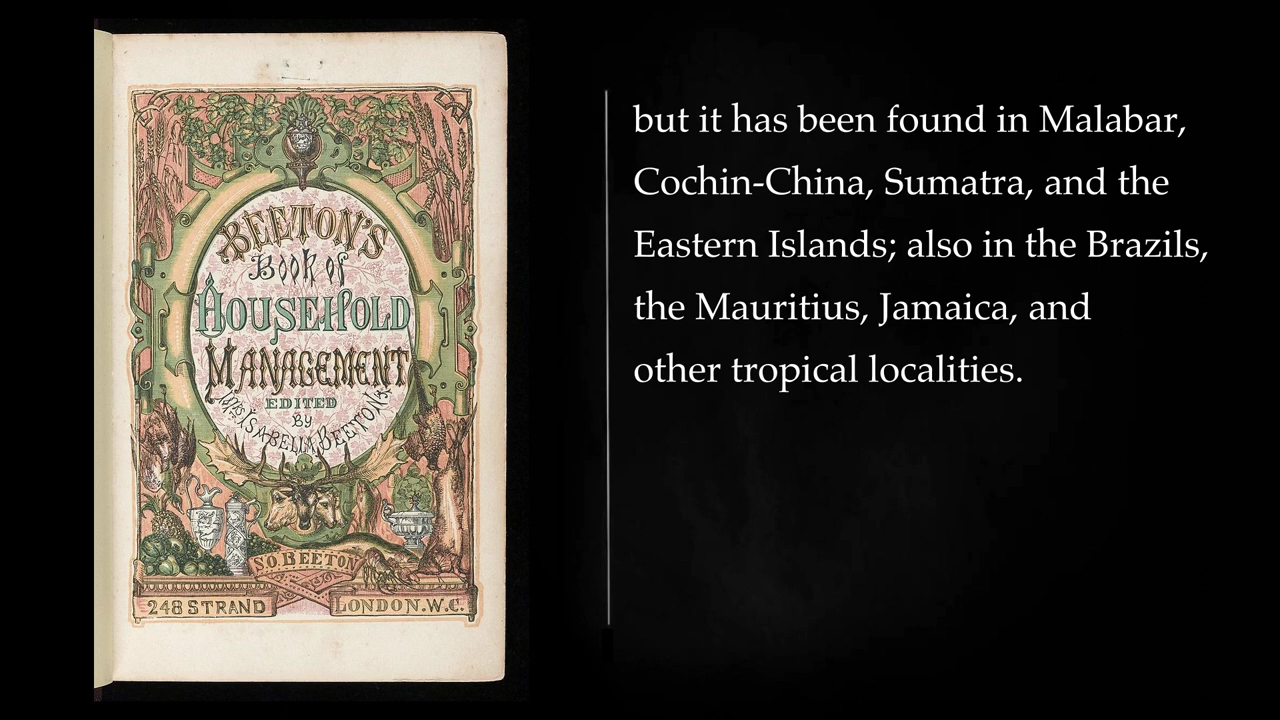 BEETON'S
Book of
HOUSEHOLD
MANAGEMENT
EDITED
BY
MRS ISABELLA BEETON
S.O. BEETON
248 STRAND
LONDON. W.C.
but it has been found in Malabar,
Cochin-China, Sumatra, and the
Eastern Islands; also in the Brazils,
the Mauritius, Jamaica, and
other tropical localities.